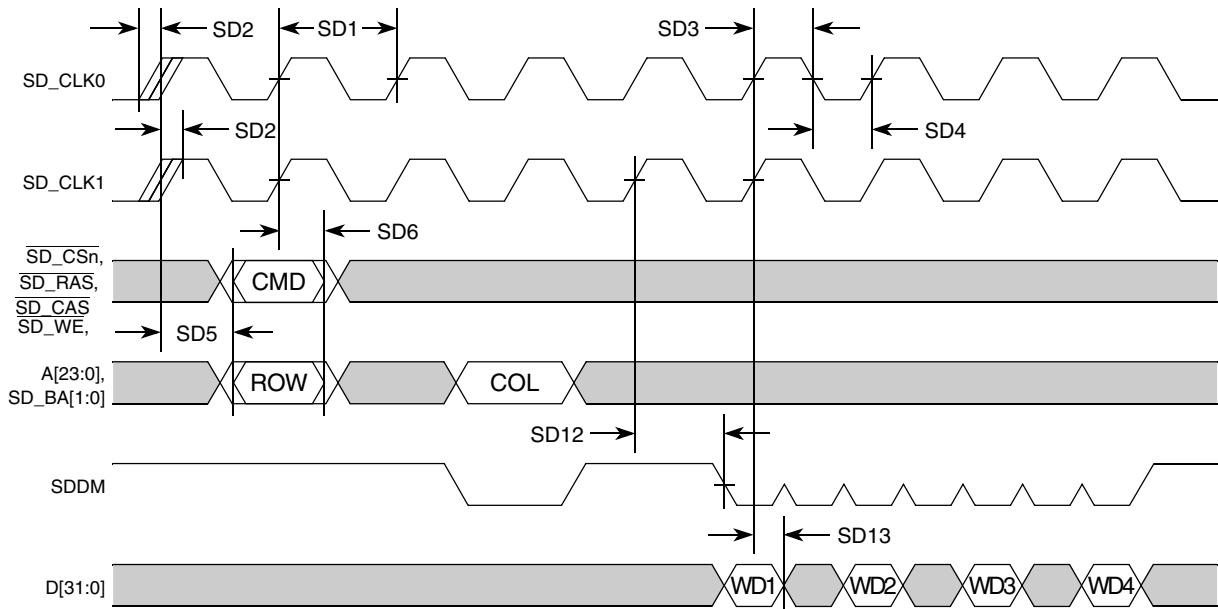 SD2
SD1
SD3
SD_CLK0
SD2
SD4
SD_CLK1
SD6
SD_CSn,
SD_RAS,
SD_CAS
SD_WE,
CMD
SD5
A[23:0],
SD_BA[1:0]
ROW
COL
SD12
SDDM
SD13
D[31:0]
WD1
WD2
WD3
WD4